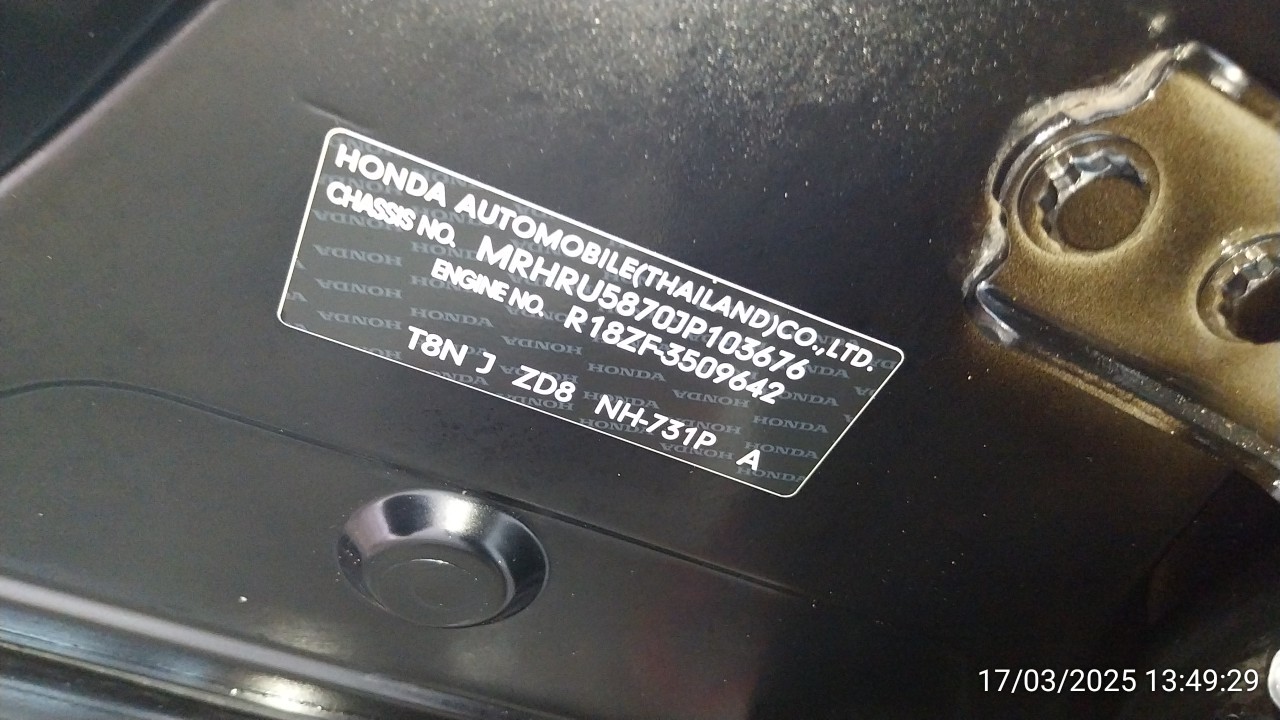 HONDA AUTOMOBILE(THAILAND)CO.,LTD.
CHASSIS NO. MRHRU5870JP103676
ENGINE NO. R18ZF-3509642
T8N J ZD8 NH-731P A
17/03/2025 13:49:29